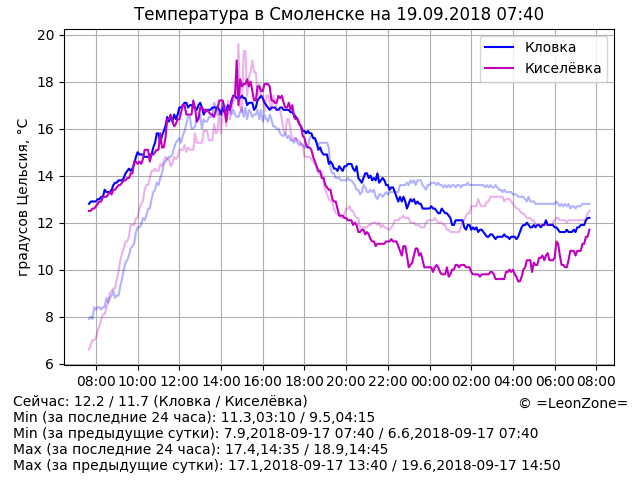 Температура в Смоленске на 19.09.2018 07:40
градусов Цельсия, °C
20
18
16
14
12
10
8
6
Кловка
Киселёвка
08:00 10:00 12:00 14:00 16:00 18:00 20:00 22:00 00:00 02:00 04:00 06:00 08:00
Сейчас: 12.2 / 11.7 (Кловка / Киселёвка)
© =LeonZone=
Min (за последние 24 часа): 11.3,03:10 / 9.5,04:15
Min (за предыдущие сутки): 7.9,2018-09-17 07:40 / 6.6,2018-09-17 07:40
Max (за последние 24 часа): 17.4,14:35 / 18.9,14:45
Max (за предыдущие сутки): 17.1,2018-09-17 13:40 / 19.6,2018-09-17 14:50